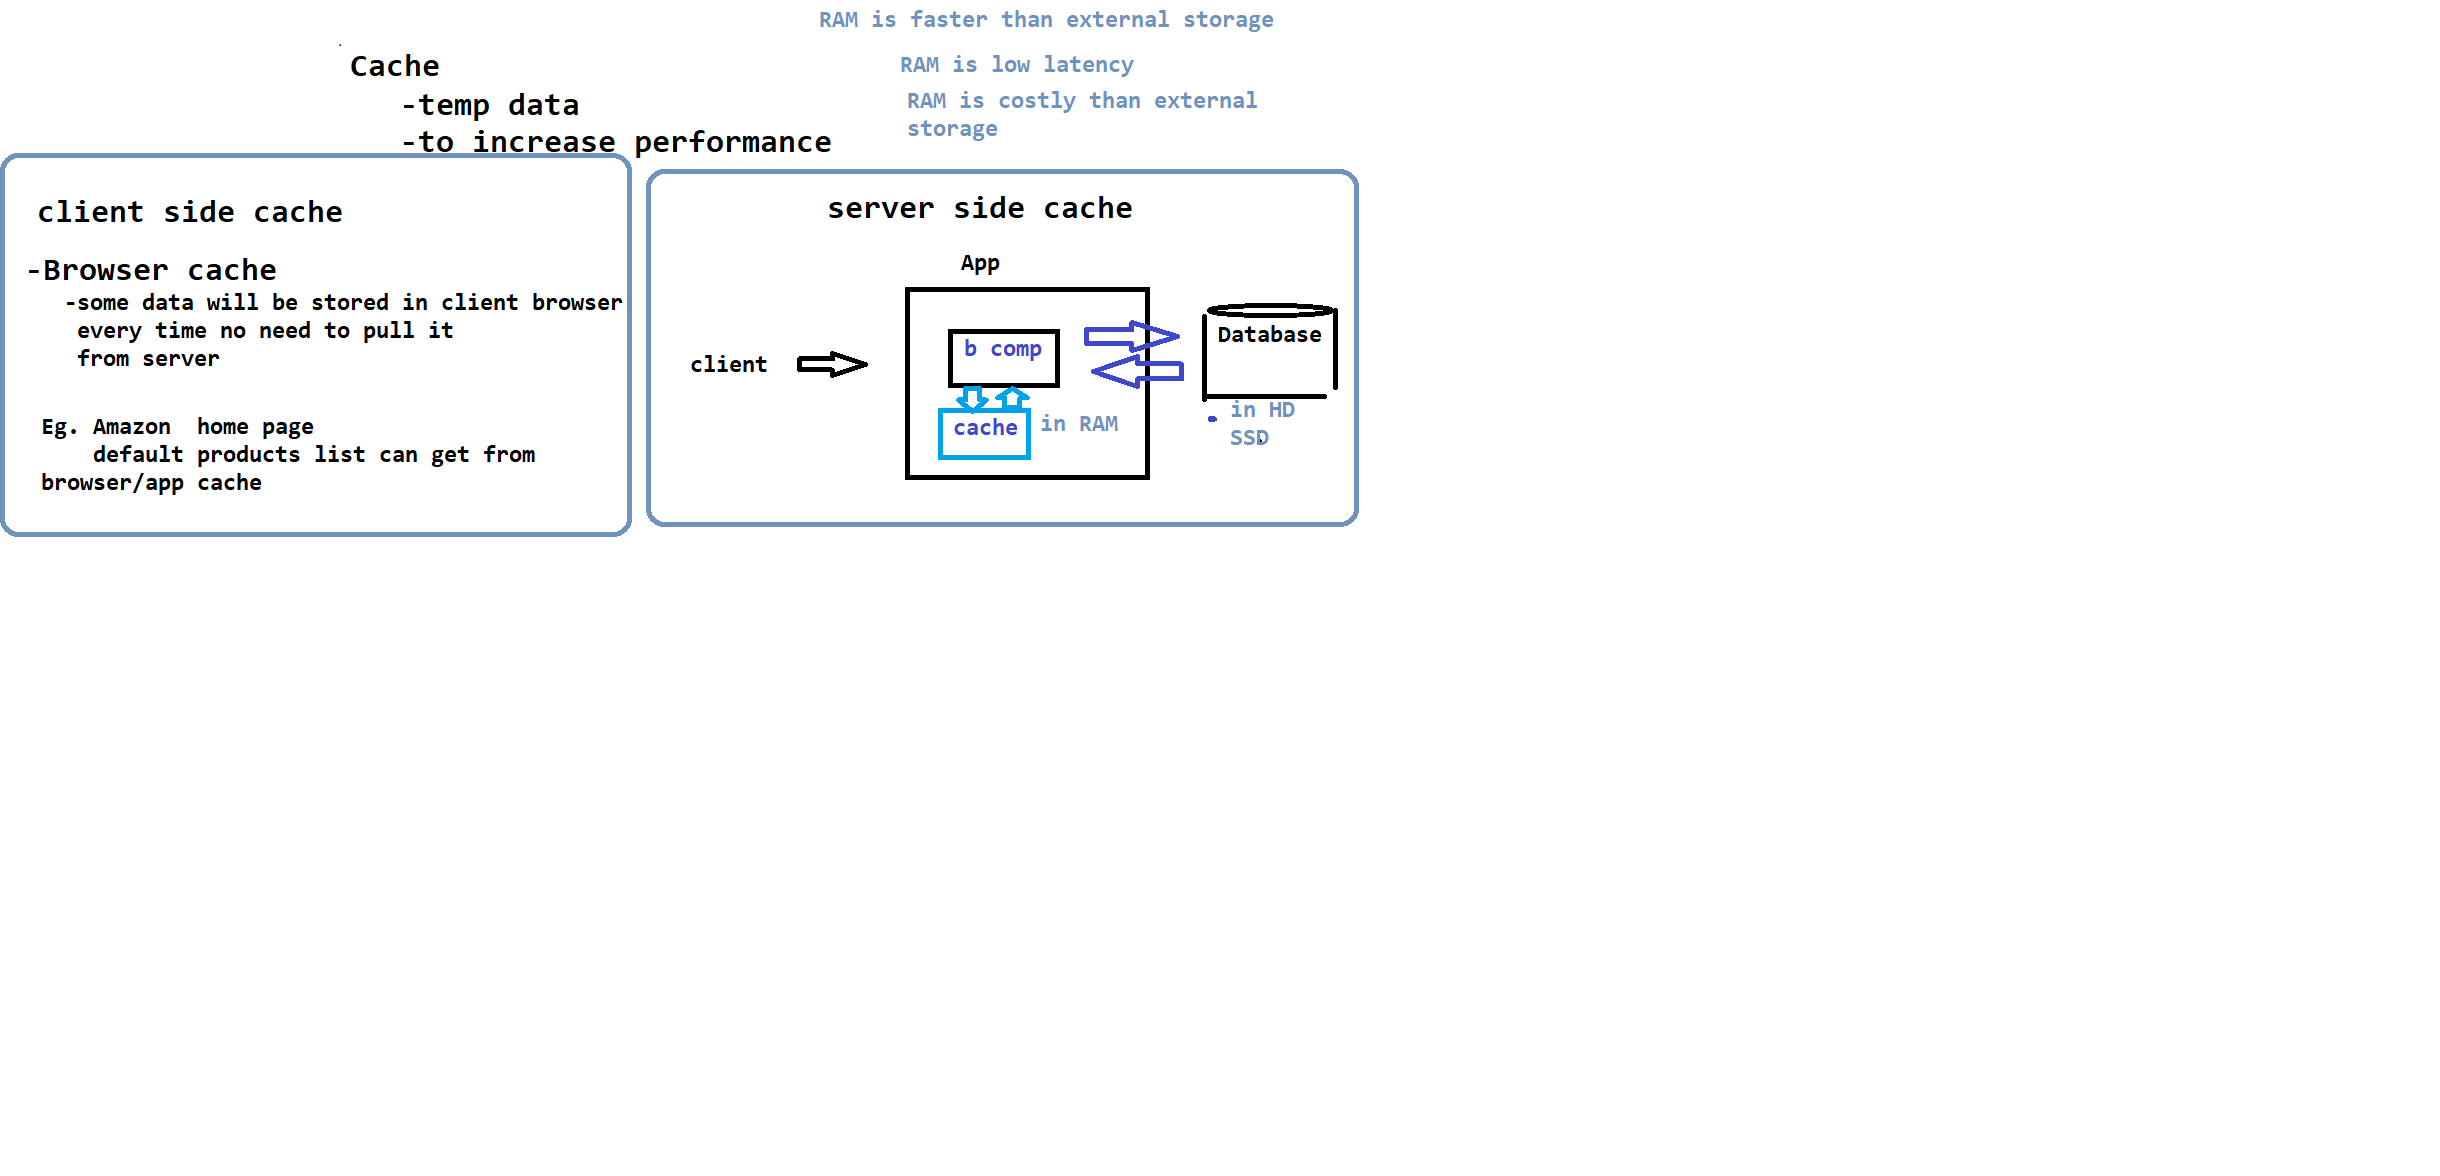 RAM is faster than external storage
Cache
-temp data
-to increase performance
RAM is low latency
RAM is costly than external
storage
client side cache
-Browser cache
-some data will be stored in client browser
every time no need to pull it
from server
Eg. Amazon  home page
default products list can get from
browser/app cache
server side cache
App
client
b comp
cache
in RAM
Database
in HD
SSD